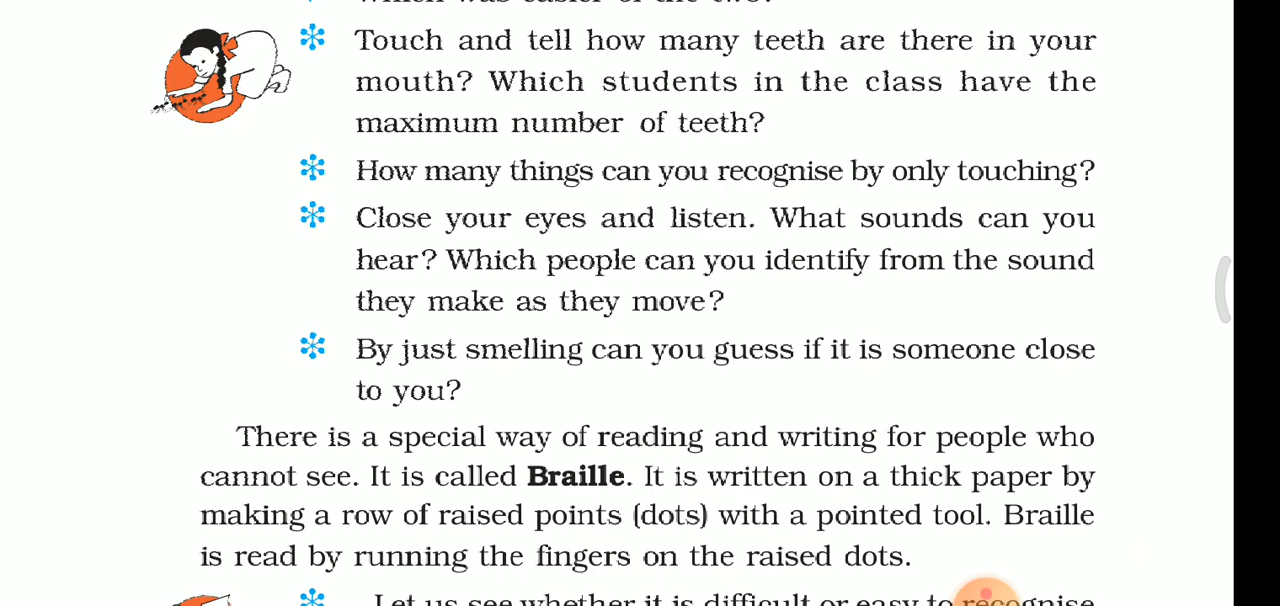 Which was easier of the two?
Touch and tell how many teeth are there in your
mouth? Which students in the class have the
maximum number of teeth?
How many things can you recognise by only touching?
Close your eyes and listen. What sounds can you
hear? Which people can you identify from the sound
they make as they move?
By just smelling can you guess if it is someone close
to you?
There is a special way of reading and writing for people who
cannot see. It is called Braille. It is written on a thick paper by
making a row of raised points (dots) with a pointed tool. Braille
is read by running the fingers on the raised dots.
Let us see whether it is difficult or easy to recognise